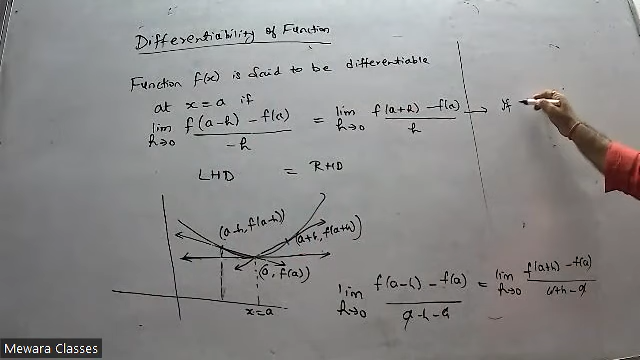 Differentiability of Function
Function f(x) is said to be differentiable
at x=a if
lim h→0 f(a-h) - f(a) / -h = lim h→0 f(a+h) - f(a) / h → if
LHD = RHD
(a-h, f(a-h))
(a+h, f(a+h))
(a, f(a))
x=a
lim h→0 f(a-h) - f(a) / a-h-a = lim h→0 f(a+h) - f(a) / a+h-a
Mewara Classes